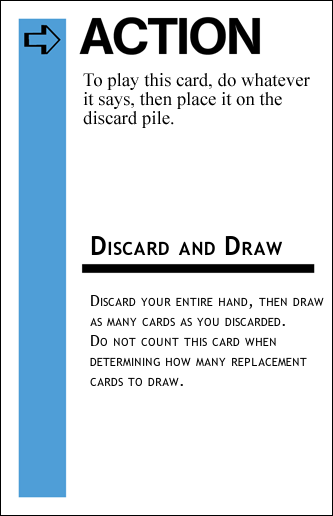 ACTION
To play this card, do whatever
it says, then place it on the
discard pile.
Discard and Draw
Discard your entire hand, then draw
as many cards as you discarded.
Do not count this card when
determining how many replacement
cards to draw.